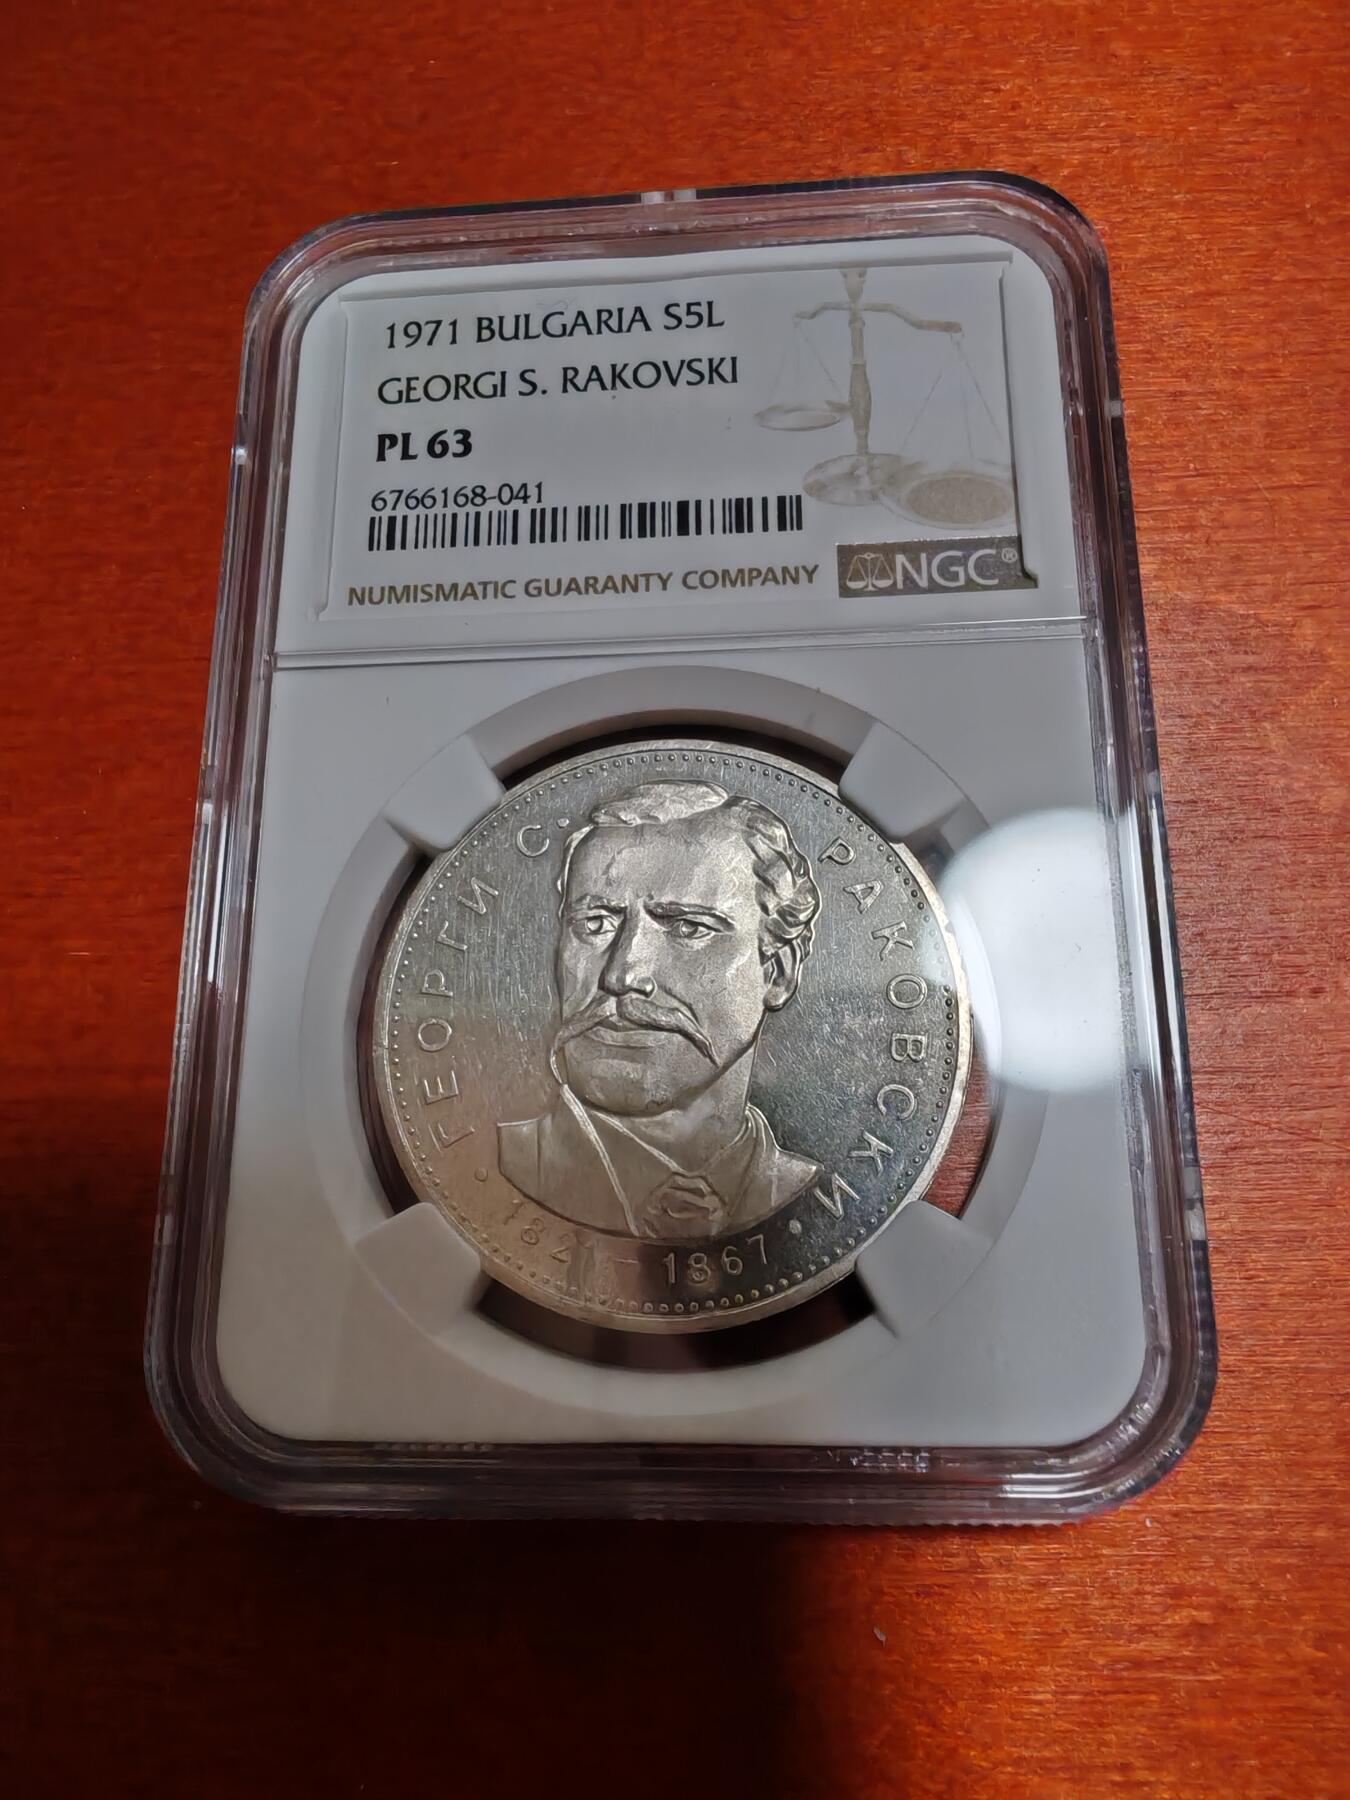 1971 BULGARIA S5L
GEORGI S. RAKOVSKI
PL 63
6766168-041
NUMISMATIC GUARANTY COMPANY
NGC®
· ГЕОРГИ С. РАКОВСКИ ·
1821 – 1867